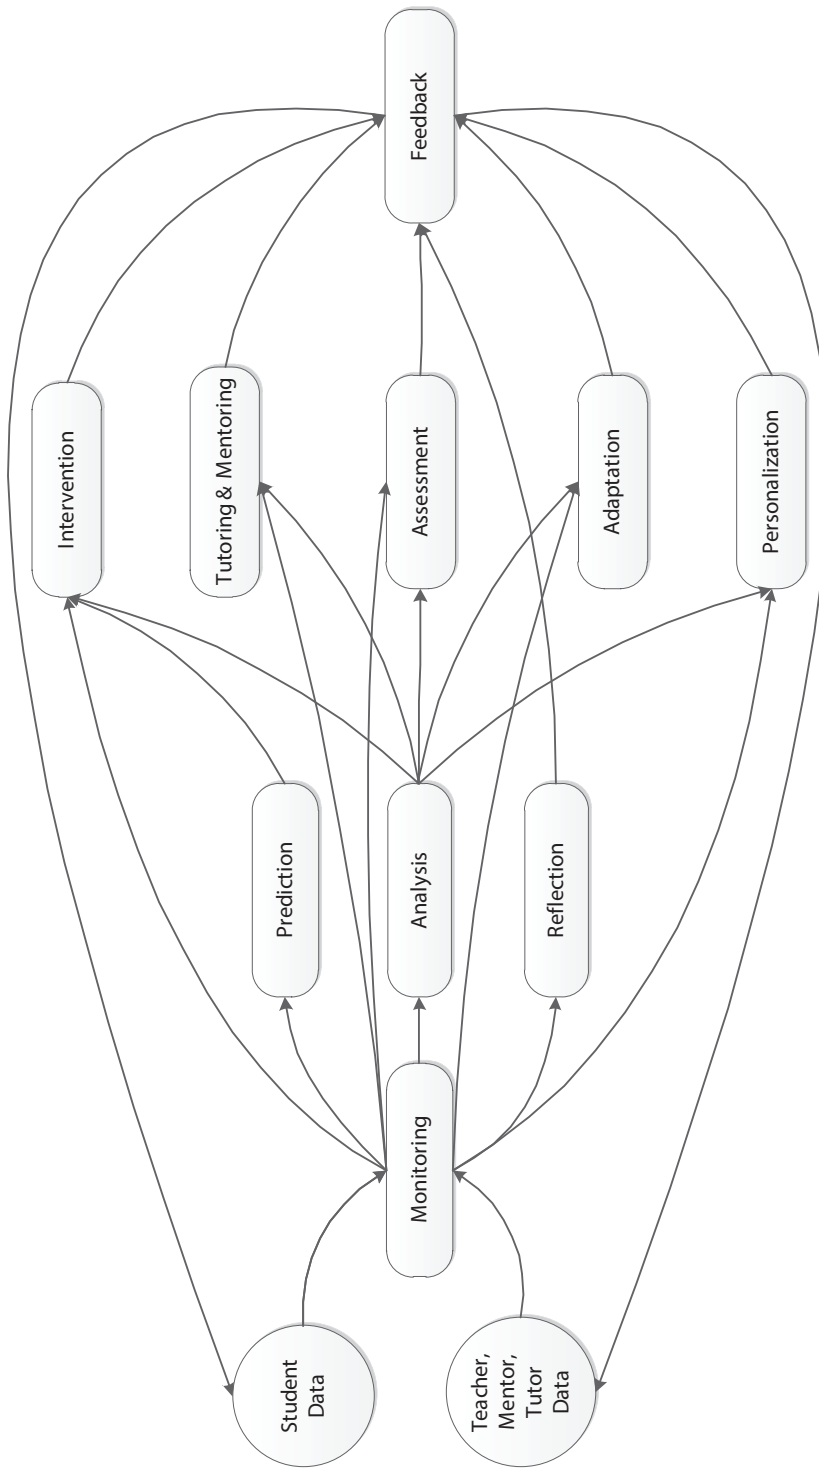 Student
Data
Teacher,
Mentor,
Tutor
Data
Monitoring
Prediction
Analysis
Reflection
Intervention
Tutoring & Mentoring
Assessment
Adaptation
Personalization
Feedback